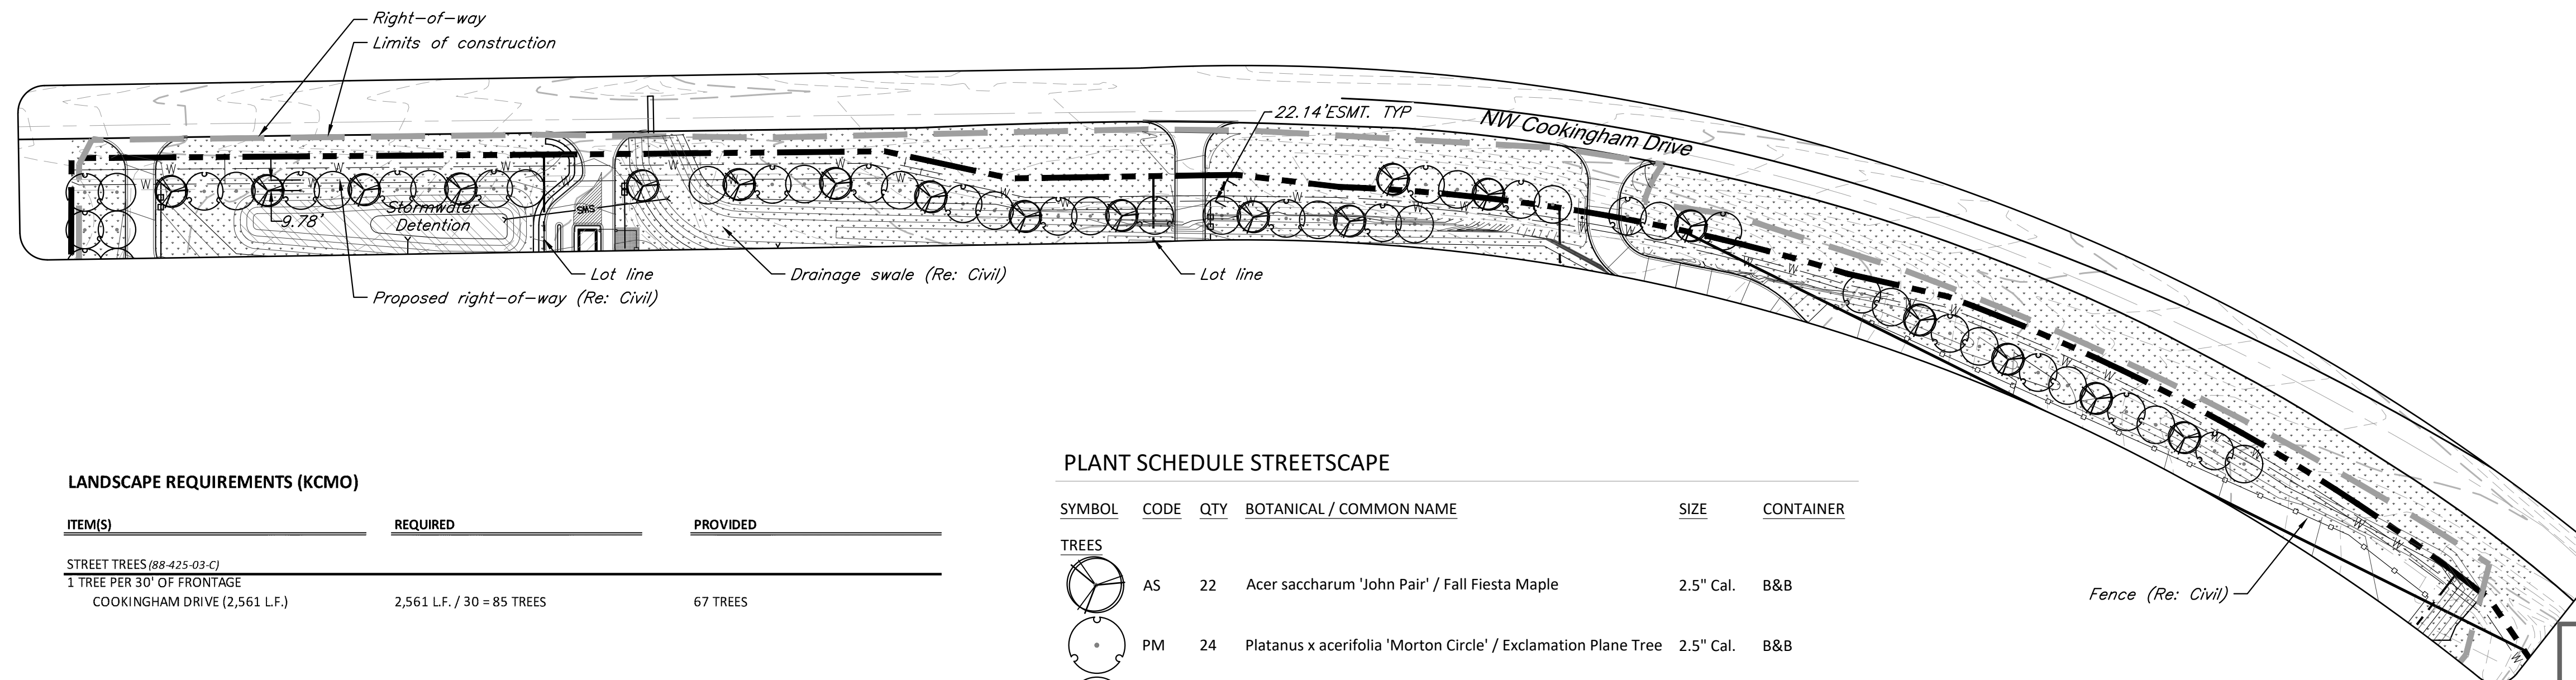 Right-of-way
Limits of construction
22.14'ESMT. TYP
NW Cookingham Drive
9.78'
Stormwater
Detention
SMS
Lot line
Proposed right-of-way (Re: Civil)
Drainage swale (Re: Civil)
Lot line
Fence (Re: Civil)
W
LANDSCAPE REQUIREMENTS (KCMO)
ITEM(S) REQUIRED PROVIDED
STREET TREES (88-425-03-C)
1 TREE PER 30' OF FRONTAGE
COOKINGHAM DRIVE (2,561 L.F.) 2,561 L.F. / 30 = 85 TREES 67 TREES
PLANT SCHEDULE STREETSCAPE
SYMBOL CODE QTY BOTANICAL / COMMON NAME SIZE CONTAINER
TREES
AS 22 Acer saccharum 'John Pair' / Fall Fiesta Maple 2.5" Cal. B&B
PM 24 Platanus x acerifolia 'Morton Circle' / Exclamation Plane Tree 2.5" Cal. B&B